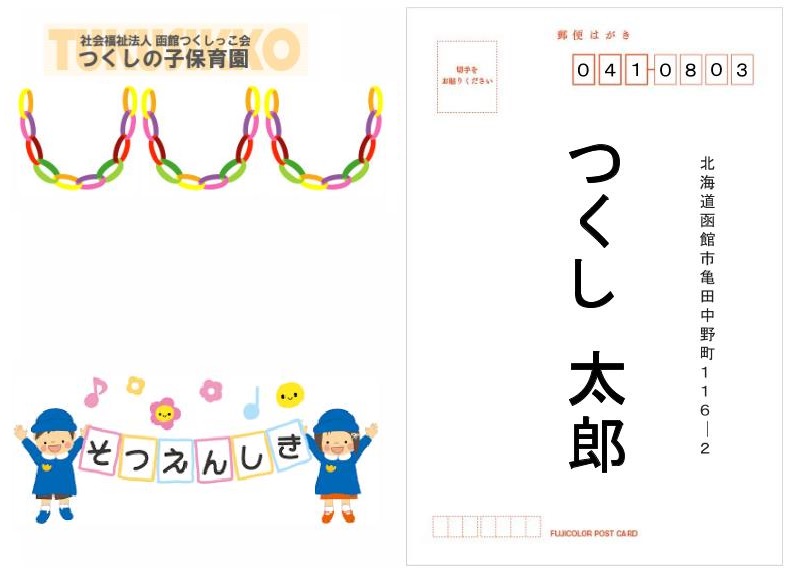 TUKUSIKKO
社会福祉法人 函館つくしっこ会
つくしの子保育園
そつえんしき
郵便はがき
切手を
お貼りください
041-0803
北海道函館市亀田中野町116―2
つくし 太郎
FUJICOLOR POST CARD